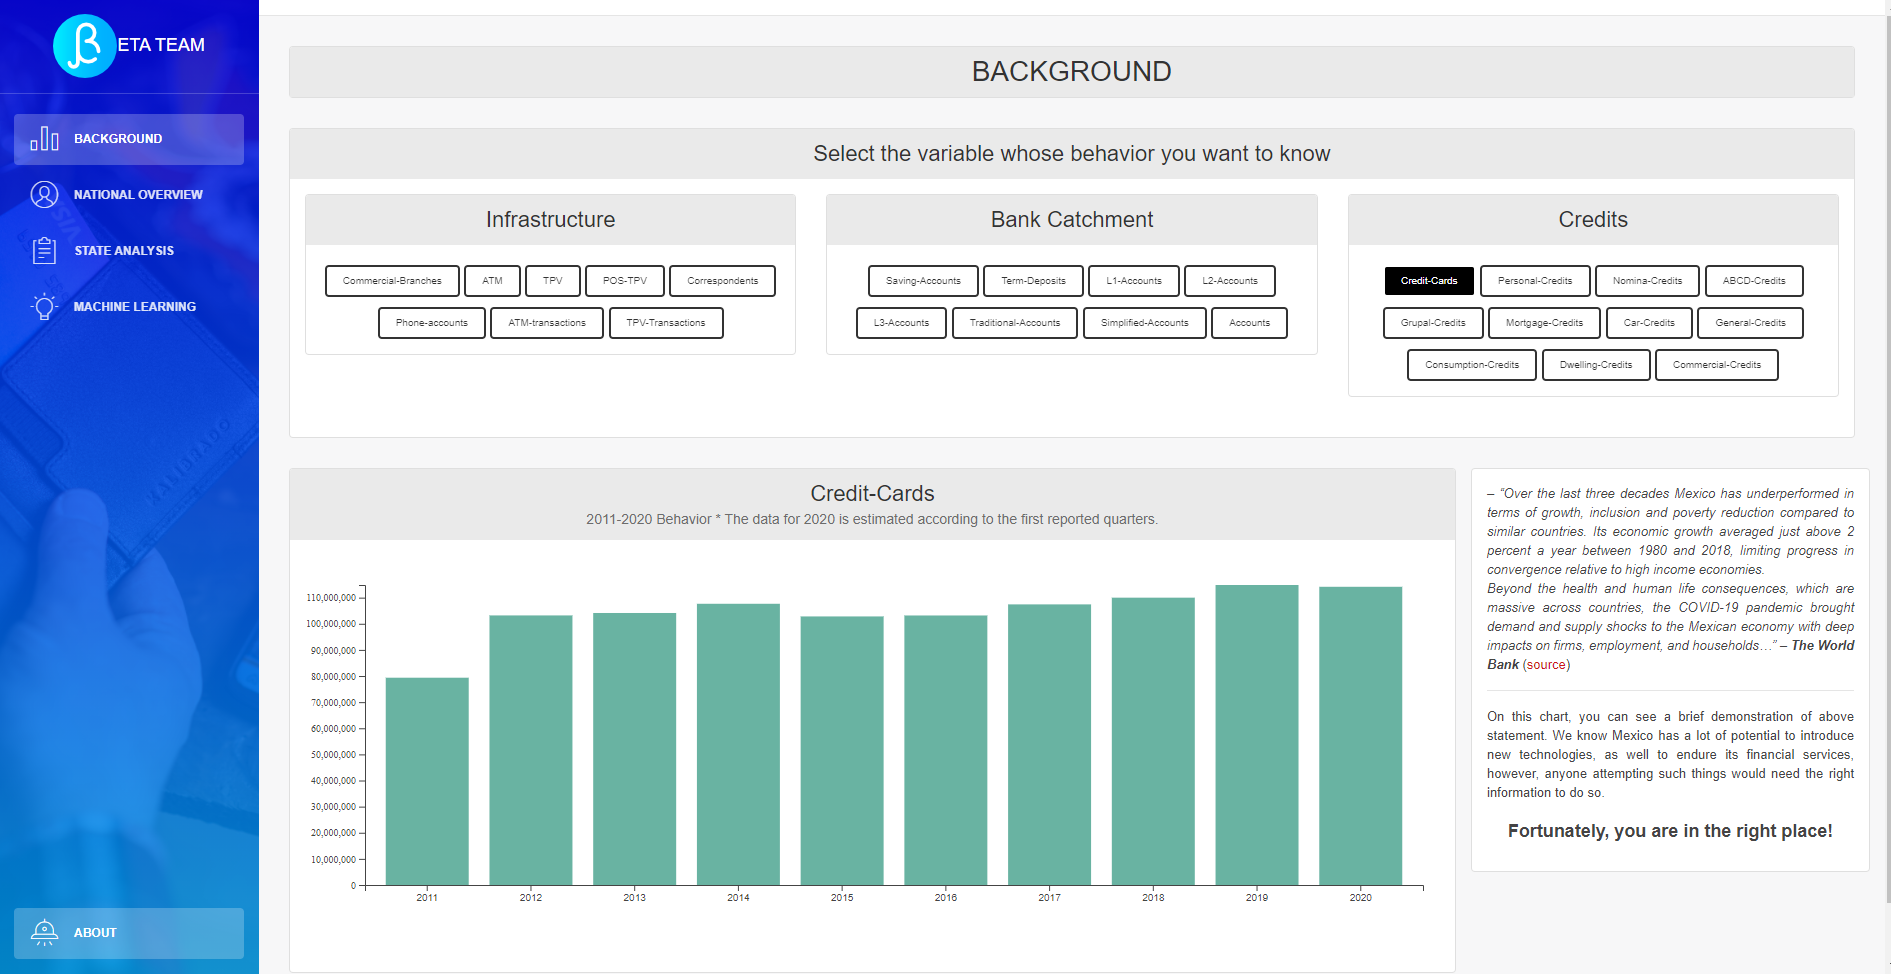 ETA TEAM
BACKGROUND
NATIONAL OVERVIEW
STATE ANALYSIS
MACHINE LEARNING
ABOUT
BACKGROUND
Select the variable whose behavior you want to know
Infrastructure
Commercial-Branches ATM TPV POS-TPV Correspondents
Phone-accounts ATM-transactions TPV-Transactions
Bank Catchment
Saving-Accounts Term-Deposits L1-Accounts L2-Accounts
L3-Accounts Traditional-Accounts Simplified-Accounts Accounts
Credits
Credit-Cards Personal-Credits Nomina-Credits ABCD-Credits
Grupal-Credits Mortgage-Credits Car-Credits General-Credits
Consumption-Credits Dwelling-Credits Commercial-Credits
Credit-Cards
2011-2020 Behavior * The data for 2020 is estimated according to the first reported quarters.
110,000,000
100,000,000
90,000,000
80,000,000
70,000,000
60,000,000
50,000,000
40,000,000
30,000,000
20,000,000
10,000,000
0
2011 2012 2013 2014 2015 2016 2017 2018 2019 2020
– “Over the last three decades Mexico has underperformed in
terms of growth, inclusion and poverty reduction compared to
similar countries. Its economic growth averaged just above 2
percent a year between 1980 and 2018, limiting progress in
convergence relative to high income economies.
Beyond the health and human life consequences, which are
massive across countries, the COVID-19 pandemic brought
demand and supply shocks to the Mexican economy with deep
impacts on firms, employment, and households…” – The World
Bank (source)
On this chart, you can see a brief demonstration of above
statement. We know Mexico has a lot of potential to introduce
new technologies, as well to endure its financial services,
however, anyone attempting such things would need the right
information to do so.
Fortunately, you are in the right place!